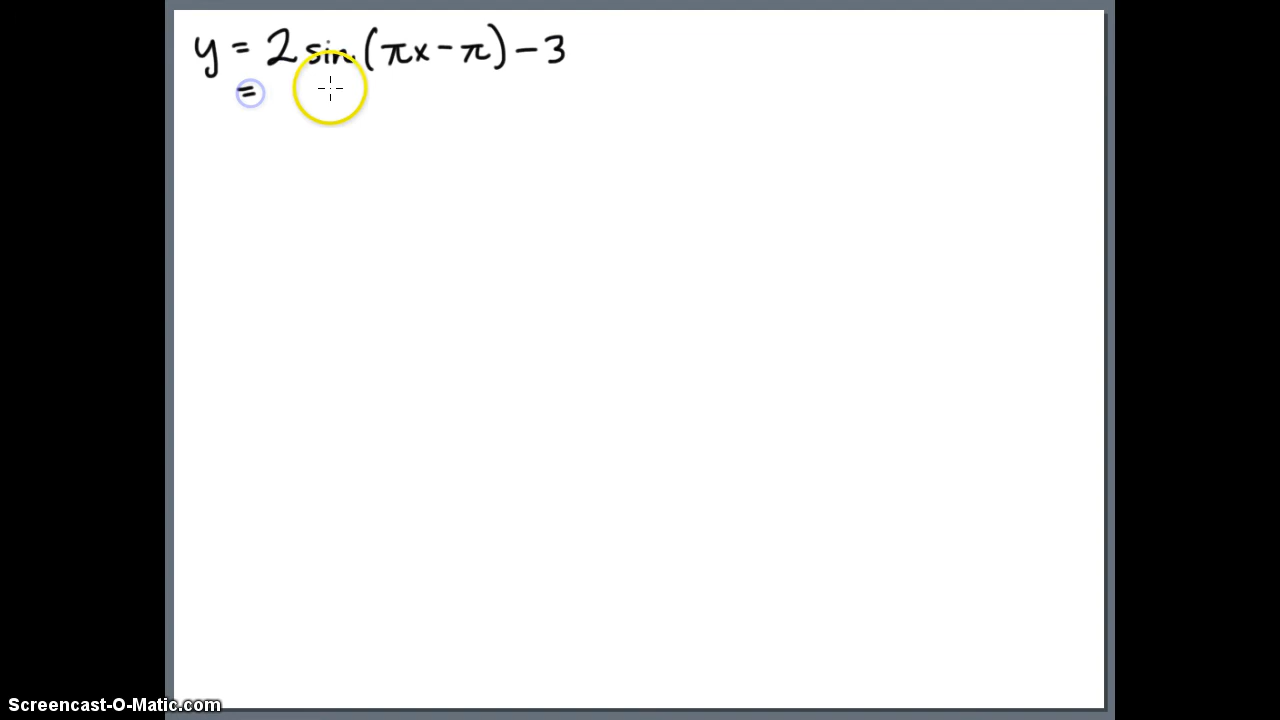 y = 2 sin (πx - π) - 3
=
Screencast-O-Matic.com